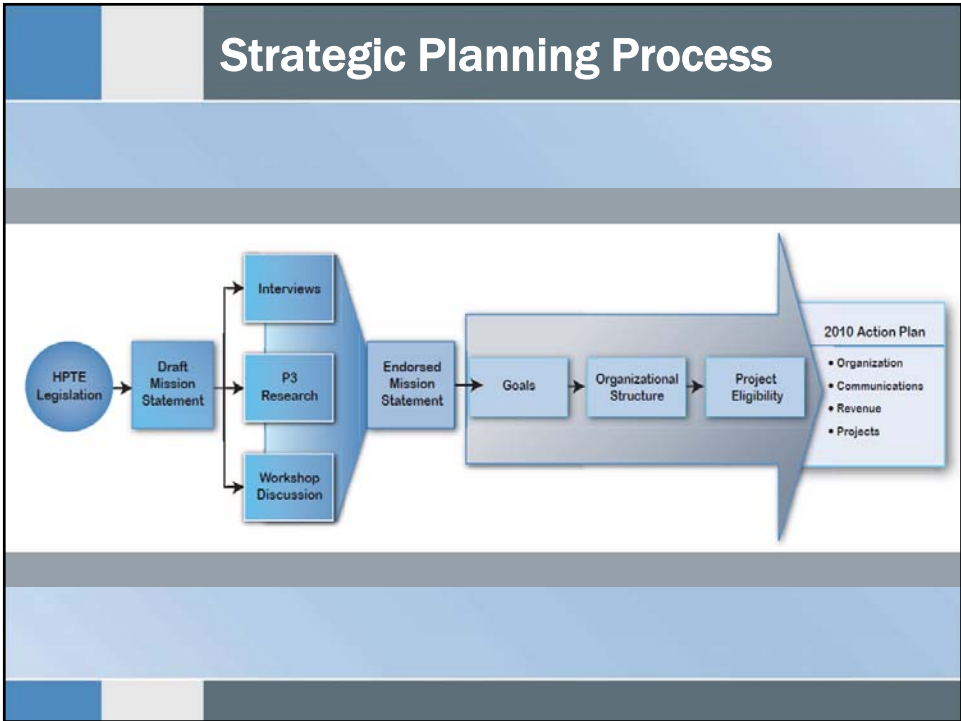 Strategic Planning Process
HPTE
Legislation
Draft
Mission
Statement
Interviews
P3
Research
Workshop
Discussion
Endorsed
Mission
Statement
Goals
Organizational
Structure
Project
Eligibility
2010 Action Plan
• Organization
• Communications
• Revenue
• Projects